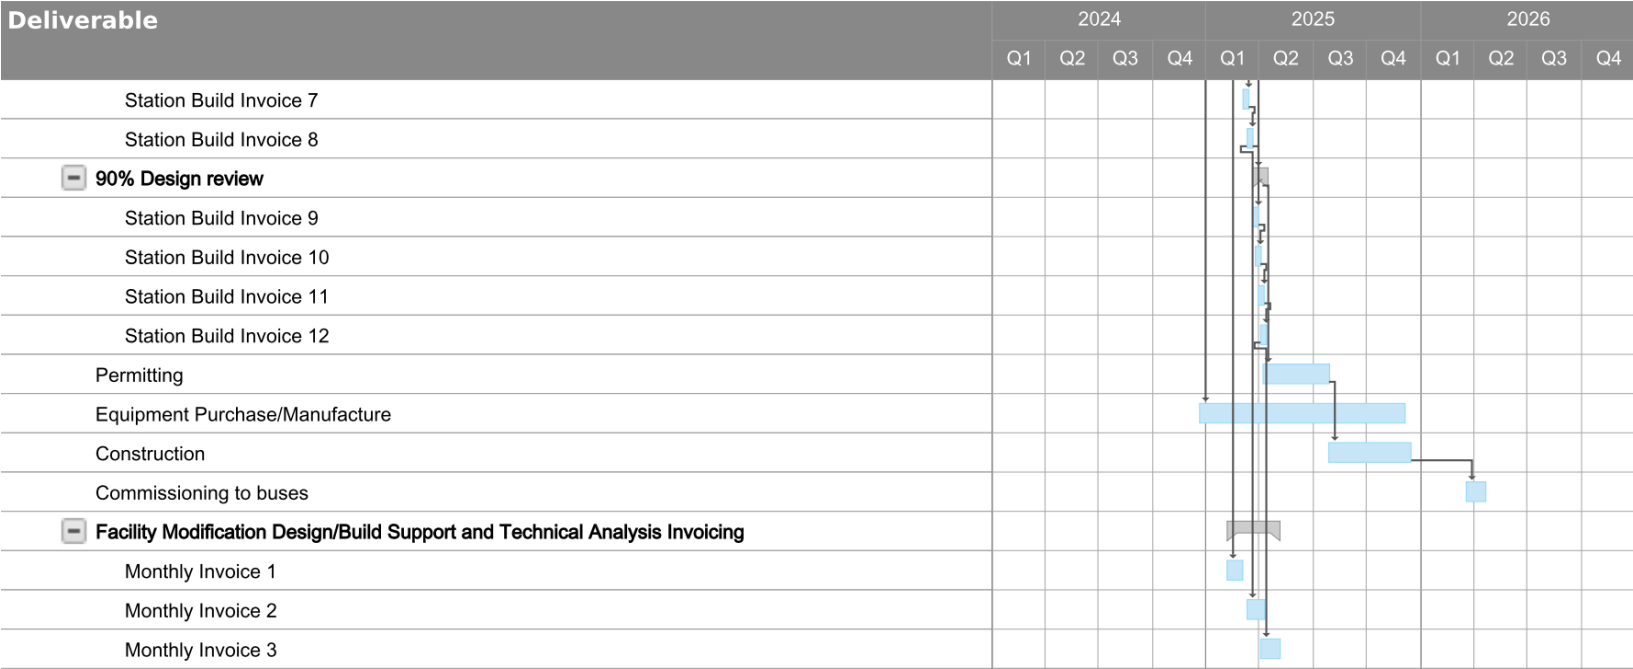 Deliverable
2024 2025 2026
Q1 Q2 Q3 Q4 Q1 Q2 Q3 Q4 Q1 Q2 Q3 Q4
Station Build Invoice 7
Station Build Invoice 8
90% Design review
Station Build Invoice 9
Station Build Invoice 10
Station Build Invoice 11
Station Build Invoice 12
Permitting
Equipment Purchase/Manufacture
Construction
Commissioning to buses
Facility Modification Design/Build Support and Technical Analysis Invoicing
Monthly Invoice 1
Monthly Invoice 2
Monthly Invoice 3